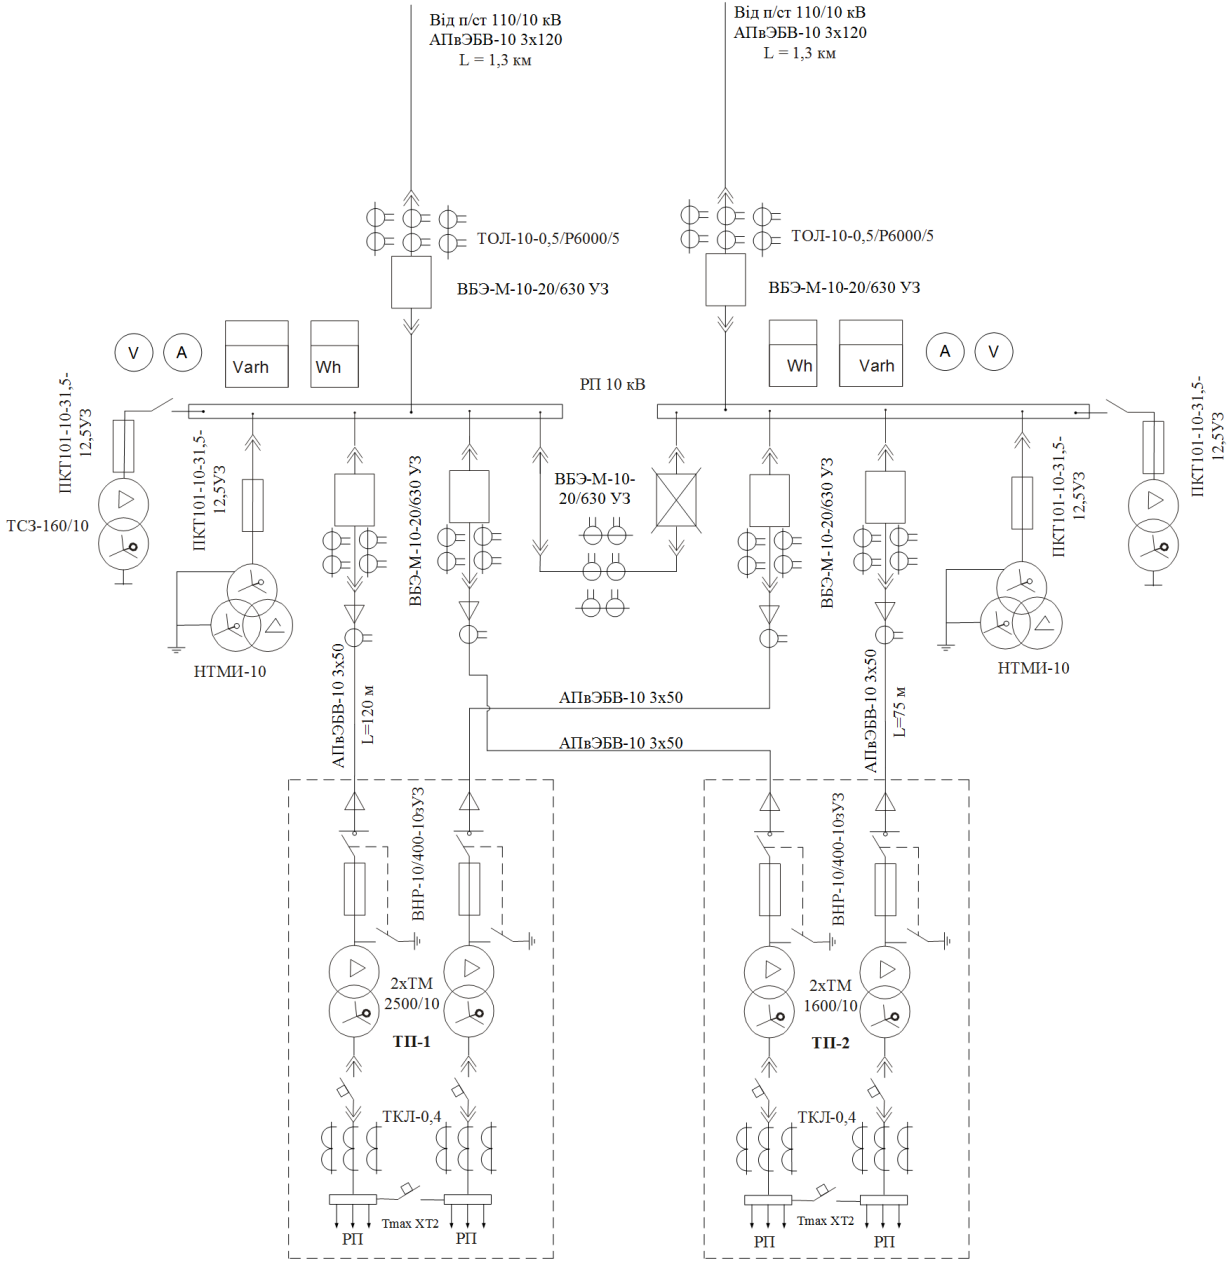 Від п/ст 110/10 кВ
АПвЭБВ-10 3х120
L = 1,3 км
Від п/ст 110/10 кВ
АПвЭБВ-10 3х120
L = 1,3 км
ТОЛ-10-0,5/Р6000/5
ТОЛ-10-0,5/Р6000/5
ВБЭ-М-10-20/630 УЗ
ВБЭ-М-10-20/630 УЗ
V
A
Varh
Wh
Wh
Varh
A
V
РП 10 кВ
ПКТ101-10-31,5-
12,5УЗ
ПКТ101-10-31,5-
12,5УЗ
ВБЭ-М-10-20/630 УЗ
ВБЭ-М-10-
20/630 УЗ
ВБЭ-М-10-20/630 УЗ
ПКТ101-10-31,5-
12,5УЗ
ПКТ101-10-31,5-
12,5УЗ
ТСЗ-160/10
НТМИ-10
НТМИ-10
АПвЭБВ-10 3х50
L=120 м
АПвЭБВ-10 3х50
АПвЭБВ-10 3х50
АПвЭБВ-10 3х50
L=75 м
ВНР-10/400-10зУЗ
ВНР-10/400-10зУЗ
2хТМ
2500/10
ТП-1
2хТМ
1600/10
ТП-2
ТКЛ-0,4
ТКЛ-0,4
Tmax XT2
Tmax XT2
РП
РП
РП
РП